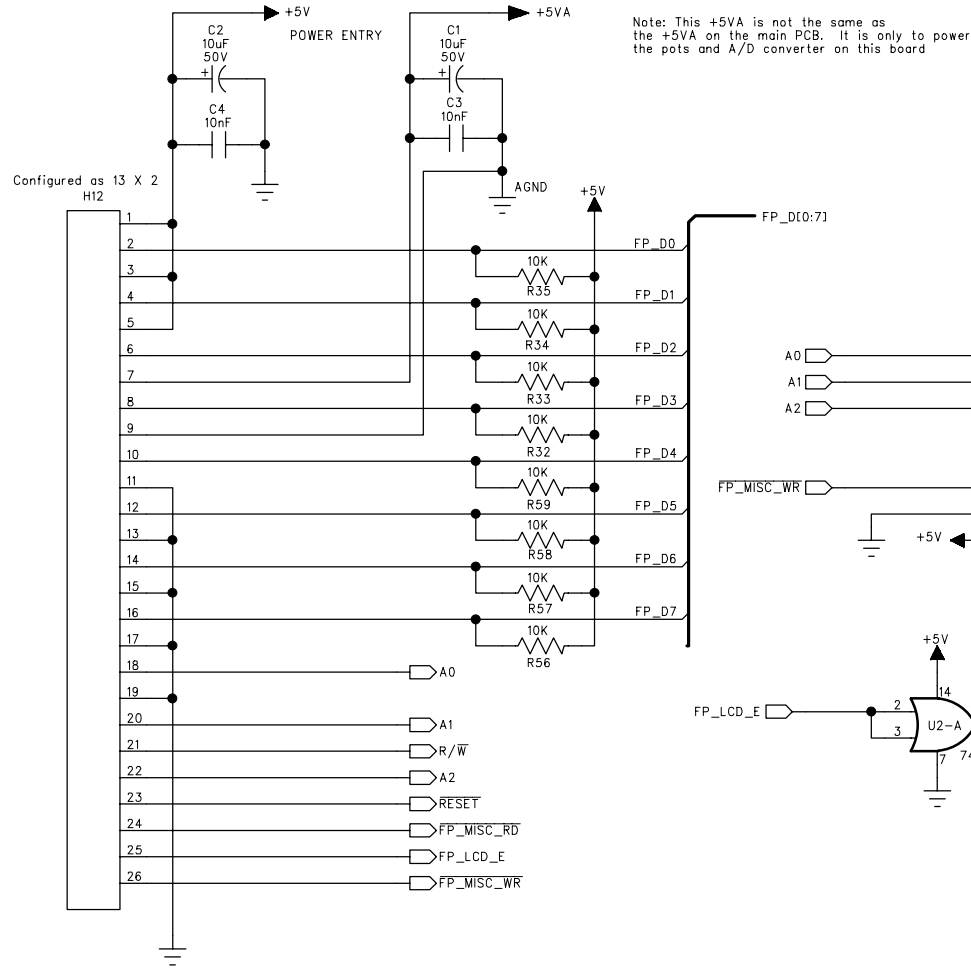 +5V
POWER ENTRY
C2
10uF
50V
+
C4
10nF
+5VA
C1
10uF
50V
+
C3
10nF
AGND
Note: This +5VA is not the same as
the +5VA on the main PCB. It is only to power
the pots and A/D converter on this board
Configured as 13 X 2
H12
1
2
3
4
5
6
7
8
9
10
11
12
13
14
15
16
17
18
19
20
21
22
23
24
25
26
+5V
FP_D[0:7]
FP_D0
10K
R35
FP_D1
10K
R34
FP_D2
10K
R33
FP_D3
10K
R32
FP_D4
10K
R59
FP_D5
10K
R58
FP_D6
10K
R57
FP_D7
10K
R56
A0
A1
R/W
A2
RESET
FP_MISC_RD
FP_LCD_E
FP_MISC_WR
A0
A1
A2
FP_MISC_WR
+5V
+5V
14
FP_LCD_E
2
3
U2-A
7
74